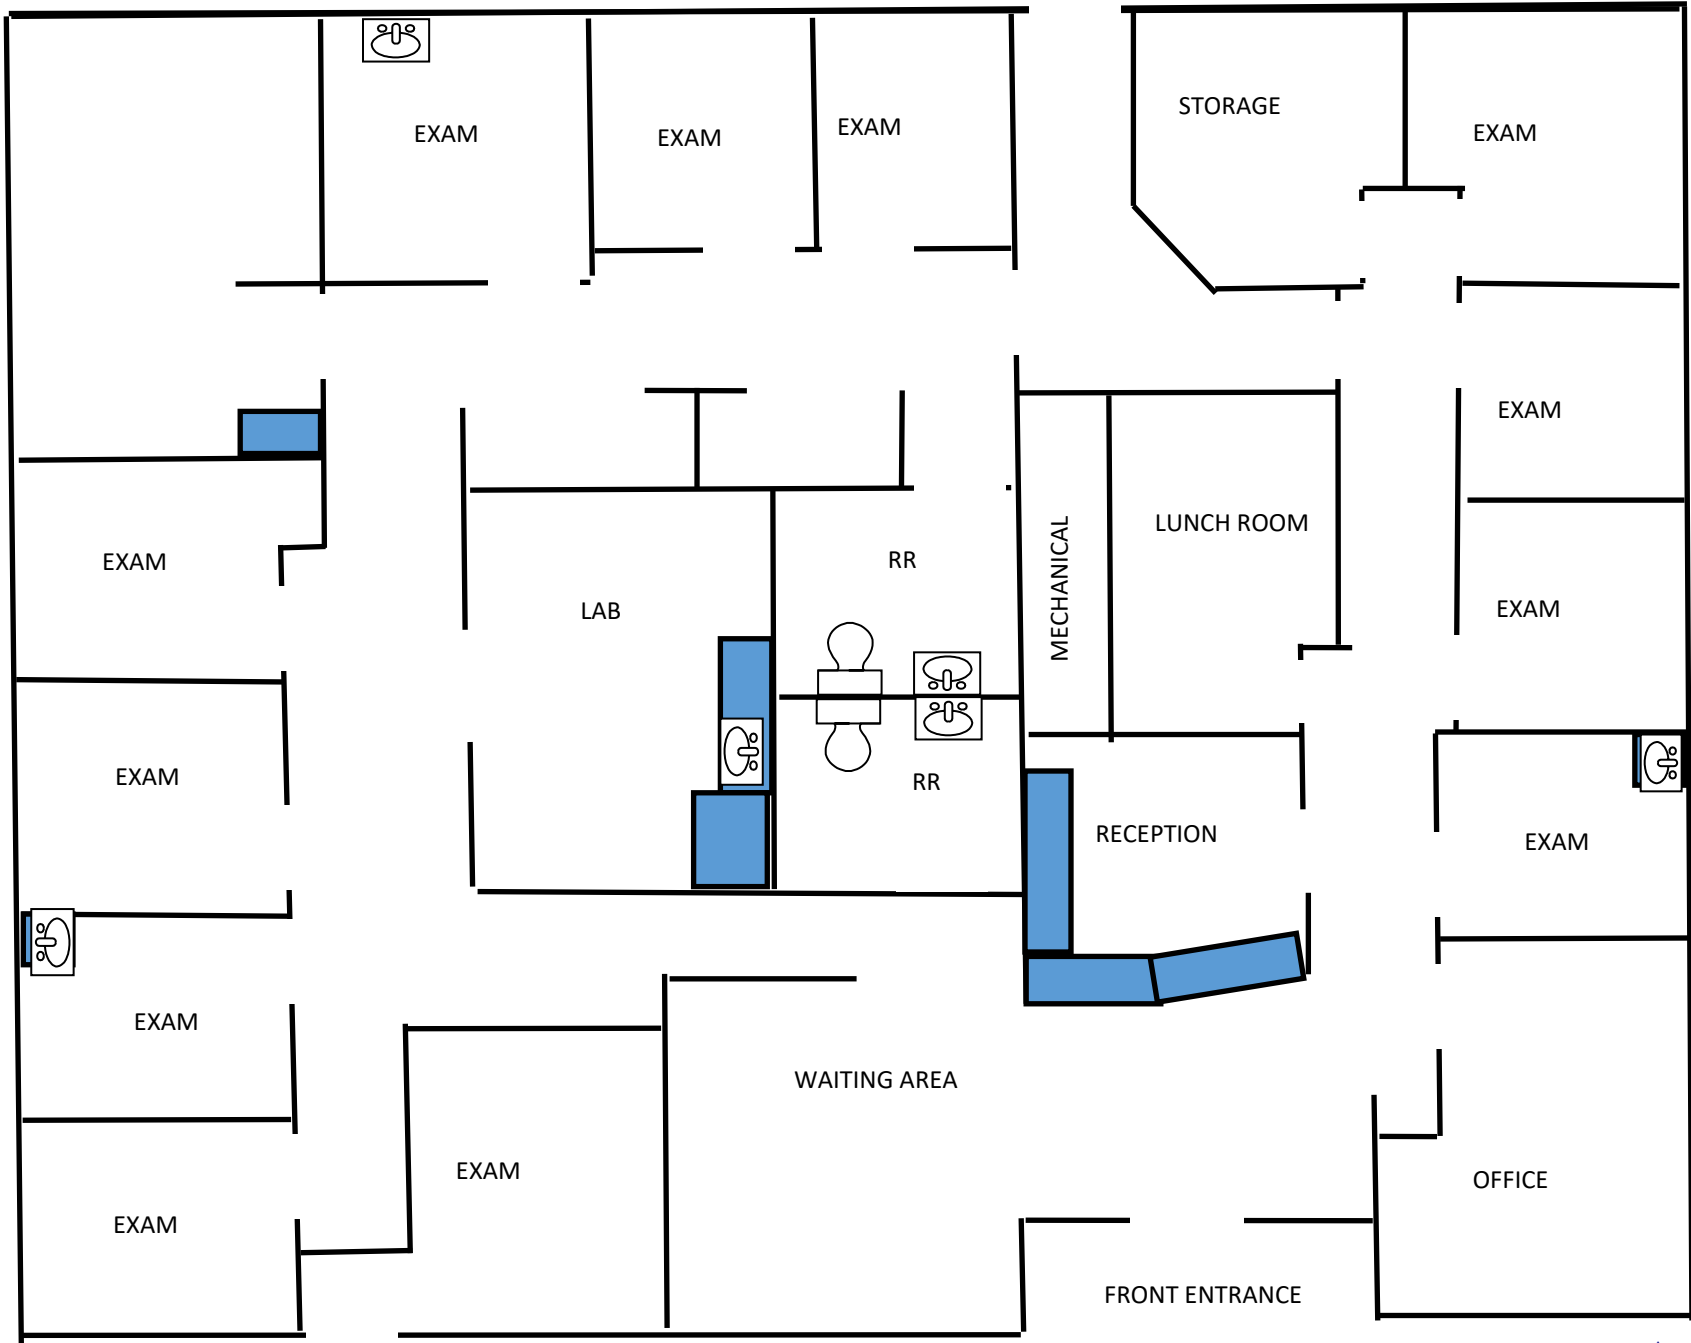 STORAGE
EXAM
EXAM
EXAM
EXAM
EXAM
LUNCH ROOM
MECHANICAL
EXAM
RR
LAB
EXAM
EXAM
RR
RECEPTION
EXAM
EXAM
WAITING AREA
EXAM
OFFICE
EXAM
FRONT ENTRANCE